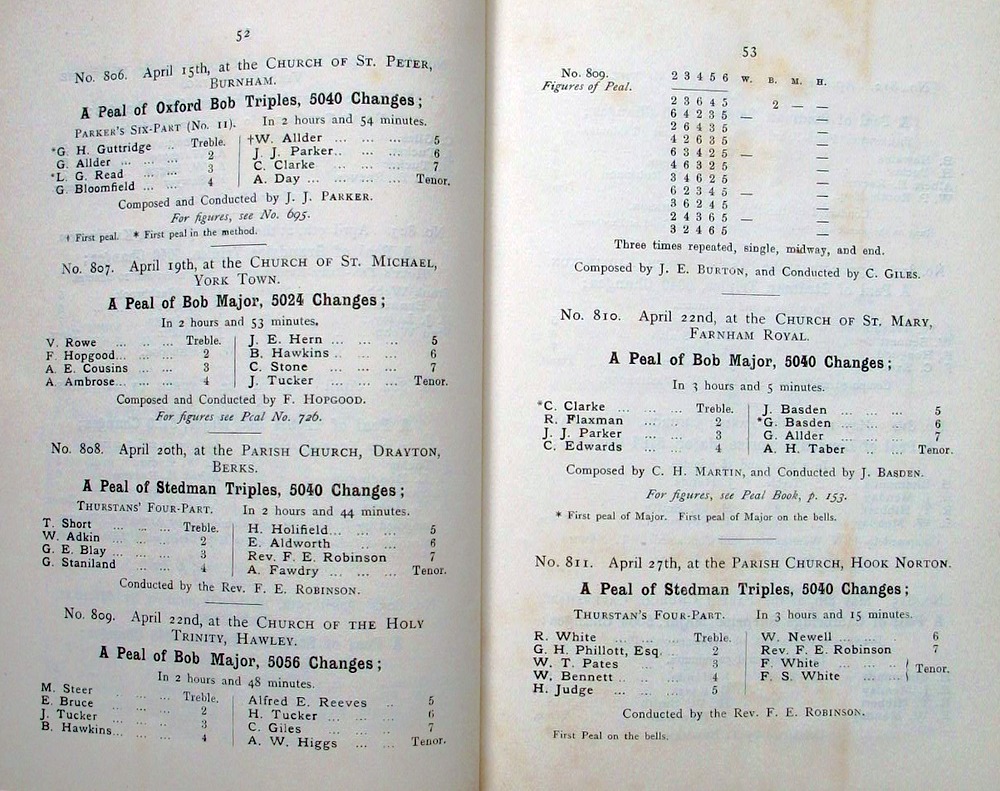 52
No. 806. April 15th, at the CHURCH OF ST. PETER,
BURNHAM.
A Peal of Oxford Bob Triples, 5040 Changes;
PARKER'S SIX-PART (No. 11). In 2 hours and 54 minutes.
*G. H. Guttridge .. Treble. †W. Allder 5
G. Allder ... ... ... 2 J. J. Parker.. ... ... 6
*L. G. Read ... ... 3 C. Clarke ... ... ... 7
G. Bloomfield ... ... 4 A. Day ... ... ... Tenor.
Composed and Conducted by J. J. PARKER.
For figures, see No. 695.
† First peal. * First peal in the method.
No. 807. April 19th, at the CHURCH OF ST. MICHAEL,
YORK TOWN.
A Peal of Bob Major, 5024 Changes;
In 2 hours and 53 minutes.
V. Rowe ... ... ... Treble. J. E. Hern ... ... ... 5
F. Hopgood... ... ... 2 B. Hawkins .. ... ... 6
A. E. Cousins ... ... 3 C. Stone ... ... ... 7
A. Ambrose... ... ... 4 J. Tucker ... ... ... Tenor.
Composed and Conducted by F. HOPGOOD.
For figures see Peal No. 726.
No. 808. April 20th, at the PARISH CHURCH, DRAYTON,
BERKS.
A Peal of Stedman Triples, 5040 Changes;
THURSTANS' FOUR-PART. In 2 hours and 44 minutes.
T. Short ... ... ... Treble. H. Holifield... ... ... 5
W. Adkin ... ... ... 2 E. Aldworth ... ... 6
G. E. Blay ... ... 3 Rev. F. E. Robinson 7
G. Staniland ... ... 4 A. Fawdry ... ... ... Tenor.
Conducted by the Rev. F. E. ROBINSON.
No. 809. April 22nd, at the CHURCH OF THE HOLY
TRINITY, HAWLEY.
A Peal of Bob Major, 5056 Changes;
In 2 hours and 48 minutes.
M. Steer ... ... ... Treble. Alfred E. Reeves .. 5
E. Bruce ... ... ... 2 H. Tucker ... ... ... 6
J. Tucker ... ... ... 3 C. Giles ... ... ... 7
B. Hawkins... ... ... 4 A. W. Higgs ... ... Tenor.
53
No. 809. 2 3 4 5 6 W. B. M. H.
Figures of Peal.
2 3 6 4 5 2 — —
6 4 2 3 5 —
2 6 4 3 5 —
4 2 6 3 5 —
6 3 4 2 5 — —
4 6 3 2 5 —
3 4 6 2 5 —
6 2 3 4 5 — —
3 6 2 4 5 —
2 4 3 6 5 — —
3 2 4 6 5 —
Three times repeated, single, midway, and end.
Composed by J. E. BURTON, and Conducted by C. GILES.
No. 810. April 22nd, at the CHURCH OF ST. MARY,
FARNHAM ROYAL.
A Peal of Bob Major, 5040 Changes;
In 3 hours and 5 minutes.
*C. Clarke ... ... ... Treble. J. Basden ... ... ... 5
R. Flaxman ... ... 2 *G. Basden ... ... ... 6
J. J. Parker ... ... 3 G. Allder ... ... ... 7
C. Edwards ... ... 4 A. H. Taber .. ... Tenor.
Composed by C. H. MARTIN, and Conducted by J. BASDEN.
For figures, see Peal Book, p. 153.
* First peal of Major. First peal of Major on the bells.
No. 811. April 27th, at the PARISH CHURCH, HOOK NORTON.
A Peal of Stedman Triples, 5040 Changes;
THURSTAN'S FOUR-PART. In 3 hours and 15 minutes.
R. White ... ... ... Treble. W. Newell ... ... ... 6
G. H. Phillott, Esq. ... 2 Rev. F. E. Robinson 7
W. T. Pates ... ... 3 F. White ... ... ... } Tenor.
W. Bennett ... ... ... 4 F. S. White ... ...
H. Judge ... ... ... 5
Conducted by the Rev. F. E. ROBINSON.
First Peal on the bells.